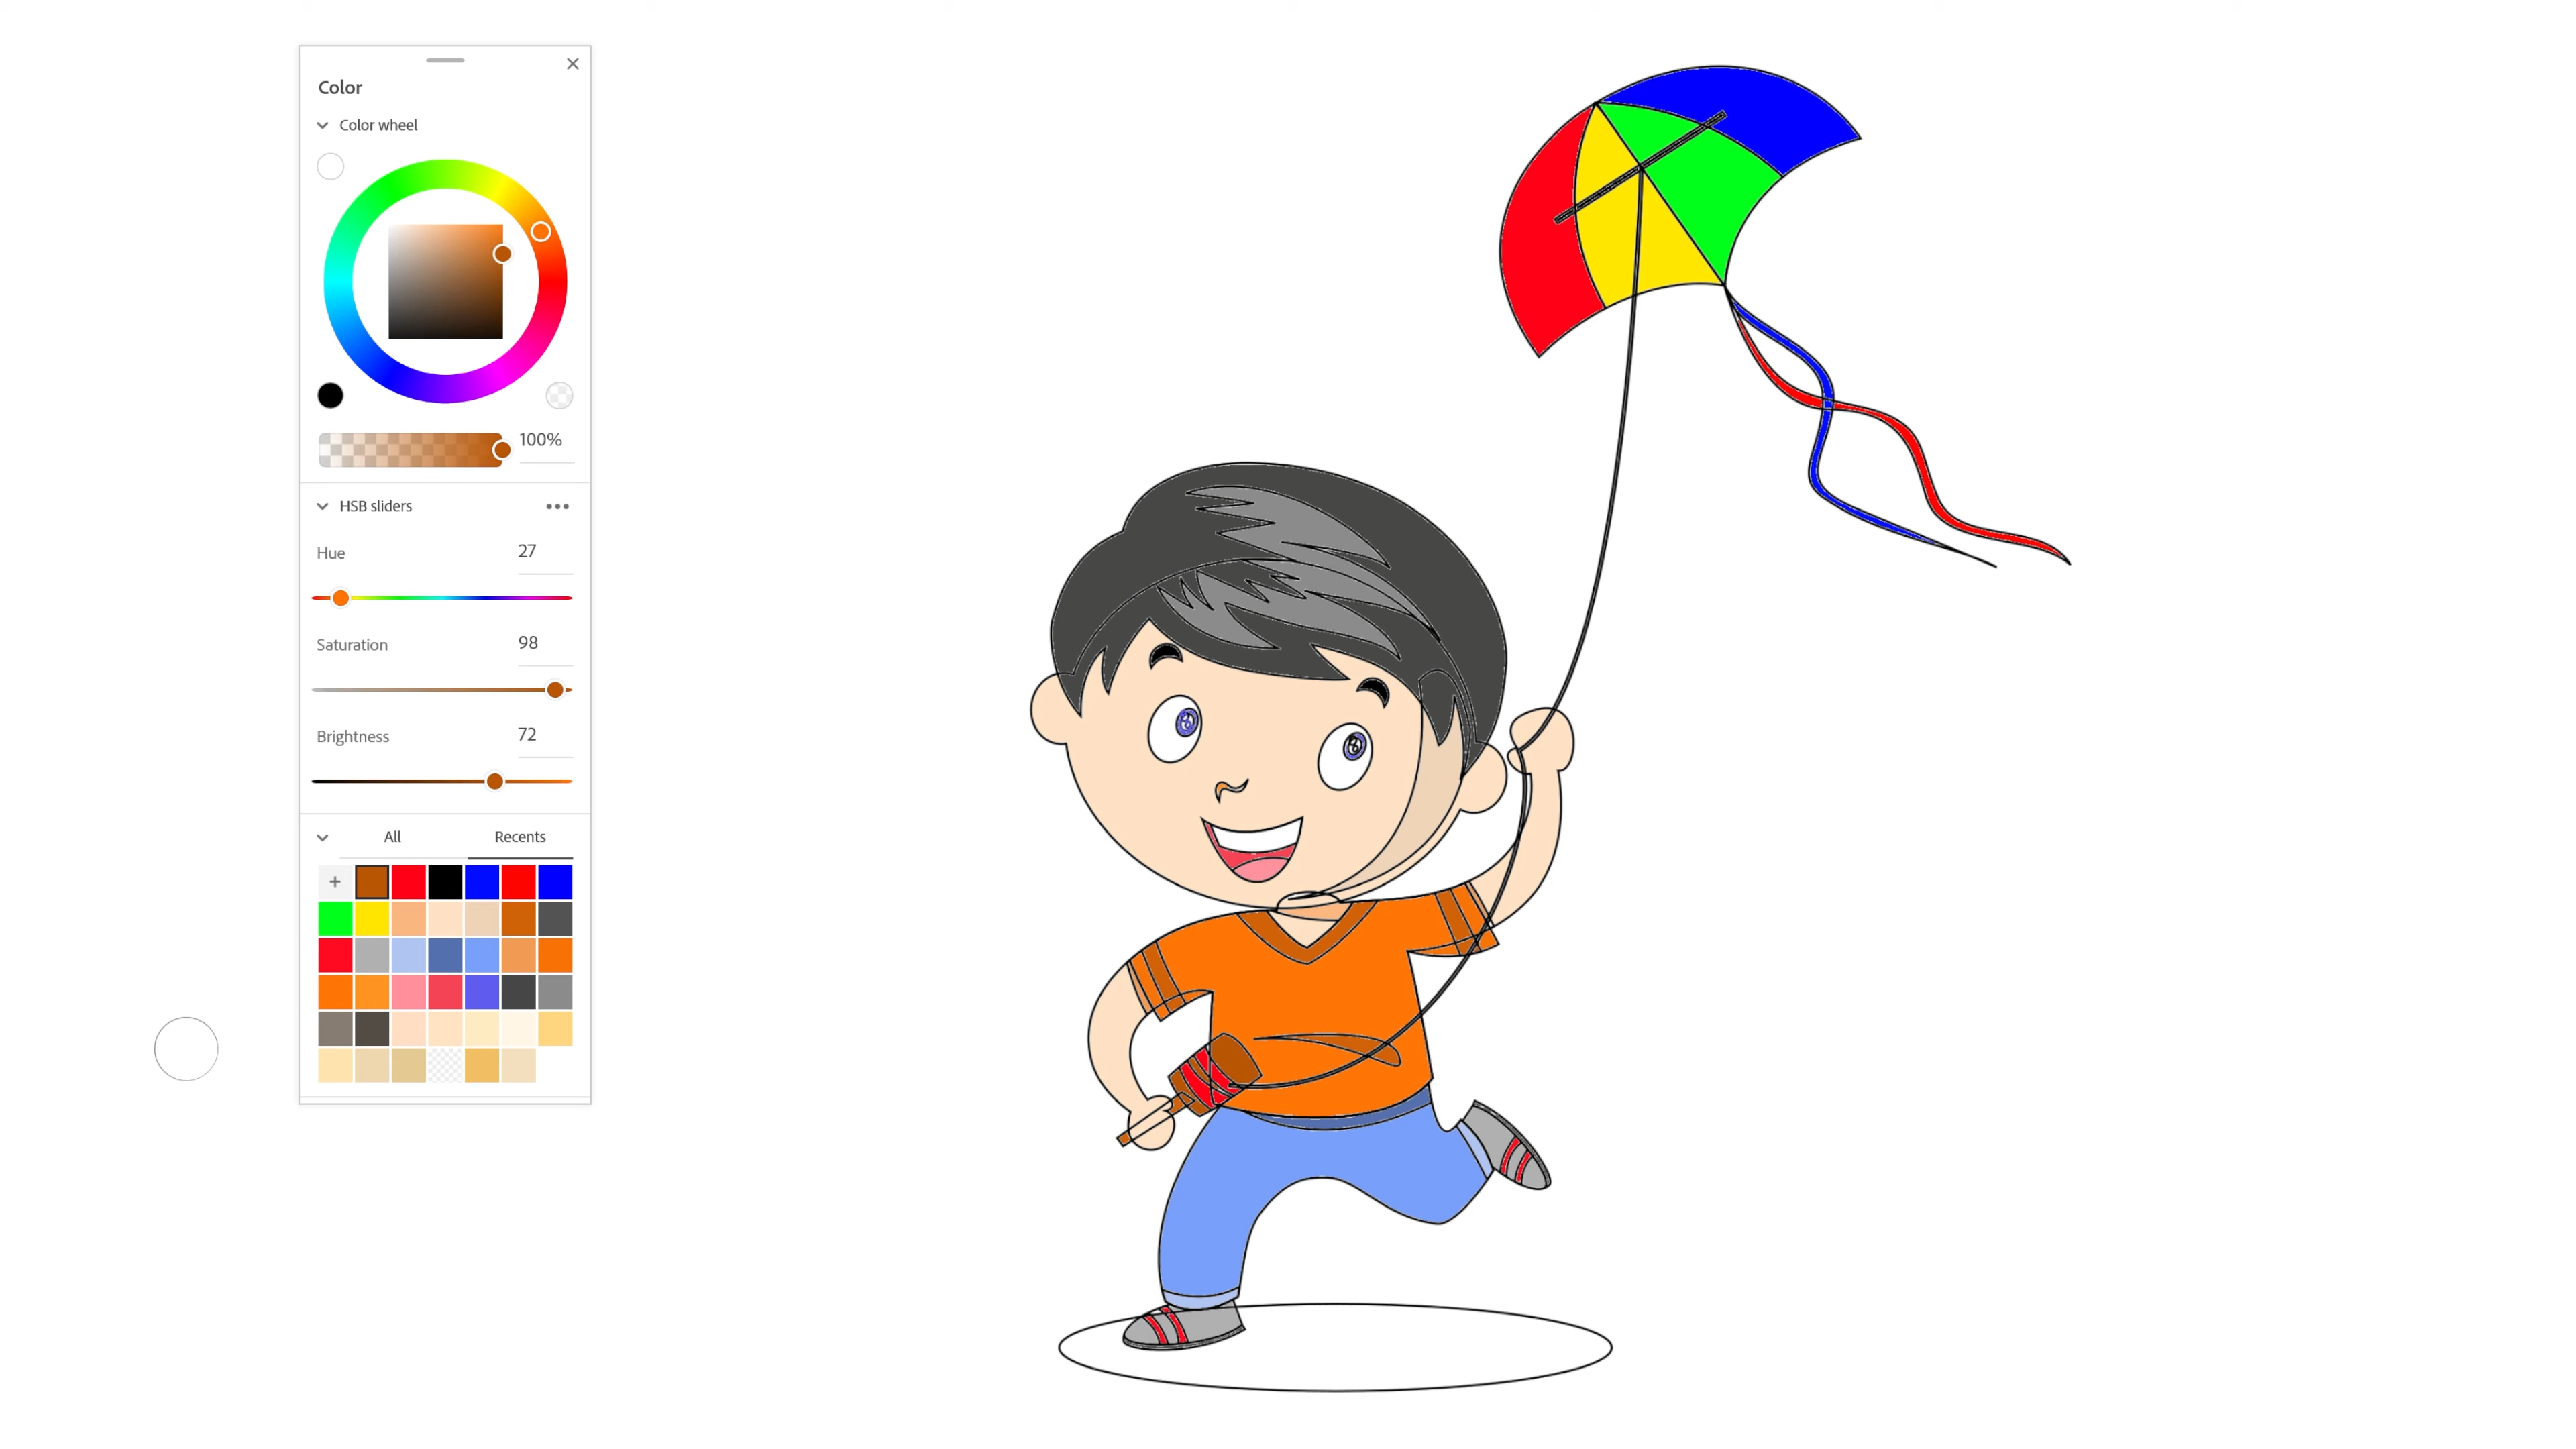 Color
Color wheel
100%
HSB sliders
Hue 27
Saturation 98
Brightness 72
All Recents